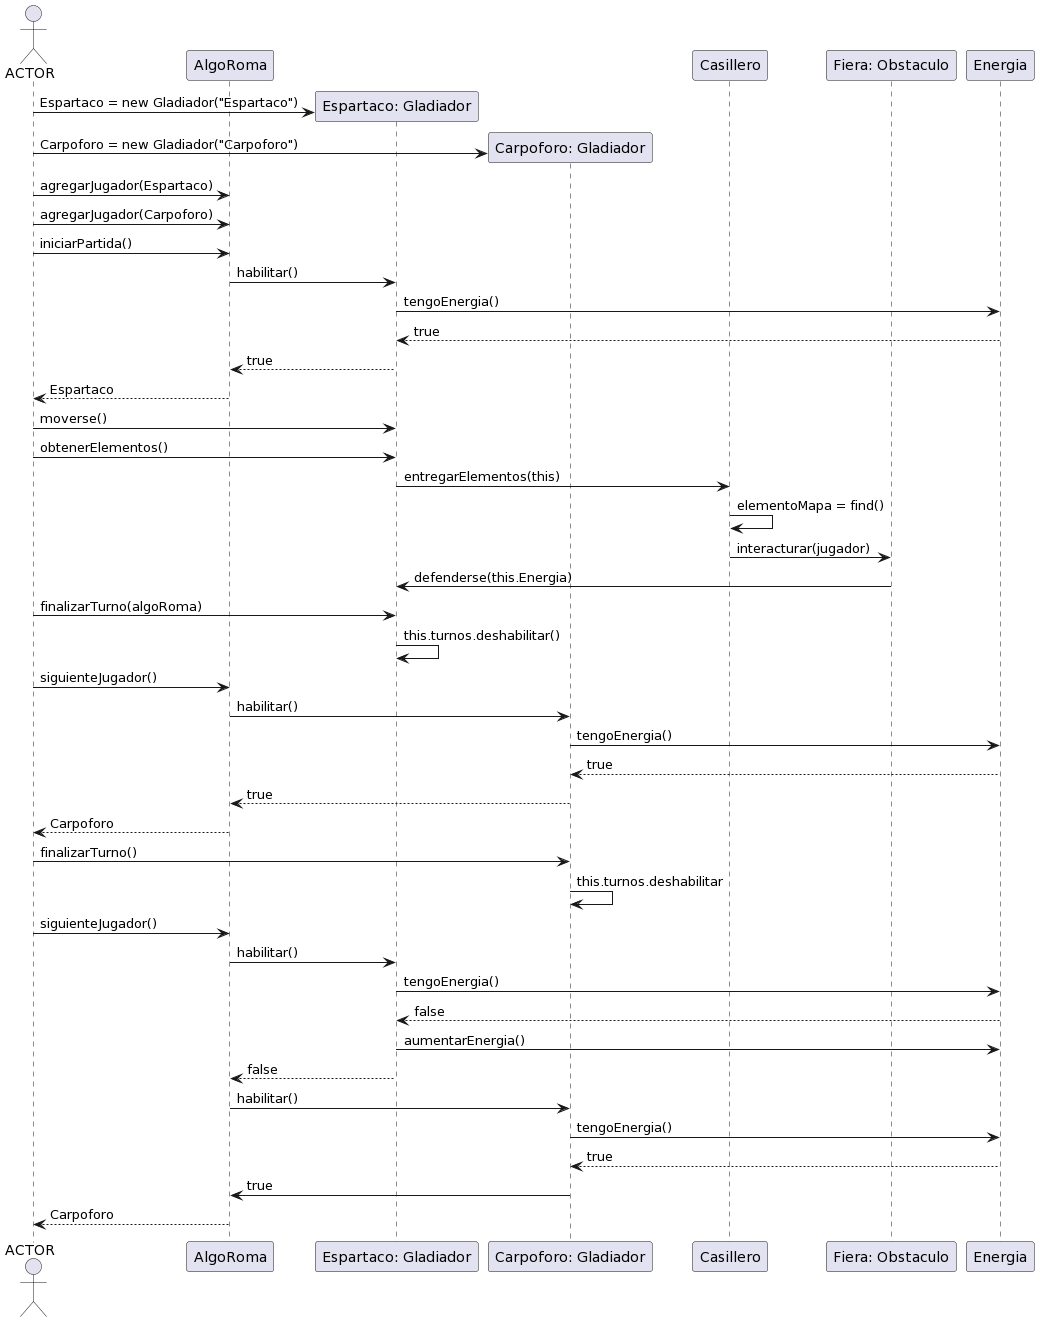 ACTOR
AlgoRoma
Casillero
Fiera: Obstaculo
Energia
Espartaco = new Gladiador("Espartaco")
Espartaco: Gladiador
Carpoforo = new Gladiador("Carpoforo")
Carpoforo: Gladiador
agregarJugador(Espartaco)
agregarJugador(Carpoforo)
iniciarPartida()
habilitar()
tengoEnergia()
true
true
Espartaco
moverse()
obtenerElementos()
entregarElementos(this)
elementoMapa = find()
interacturar(jugador)
defenderse(this.Energia)
finalizarTurno(algoRoma)
this.turnos.deshabilitar()
siguienteJugador()
habilitar()
tengoEnergia()
true
true
Carpoforo
finalizarTurno()
this.turnos.deshabilitar
siguienteJugador()
habilitar()
tengoEnergia()
false
aumentarEnergia()
false
habilitar()
tengoEnergia()
true
true
Carpoforo
ACTOR
AlgoRoma
Espartaco: Gladiador
Carpoforo: Gladiador
Casillero
Fiera: Obstaculo
Energia